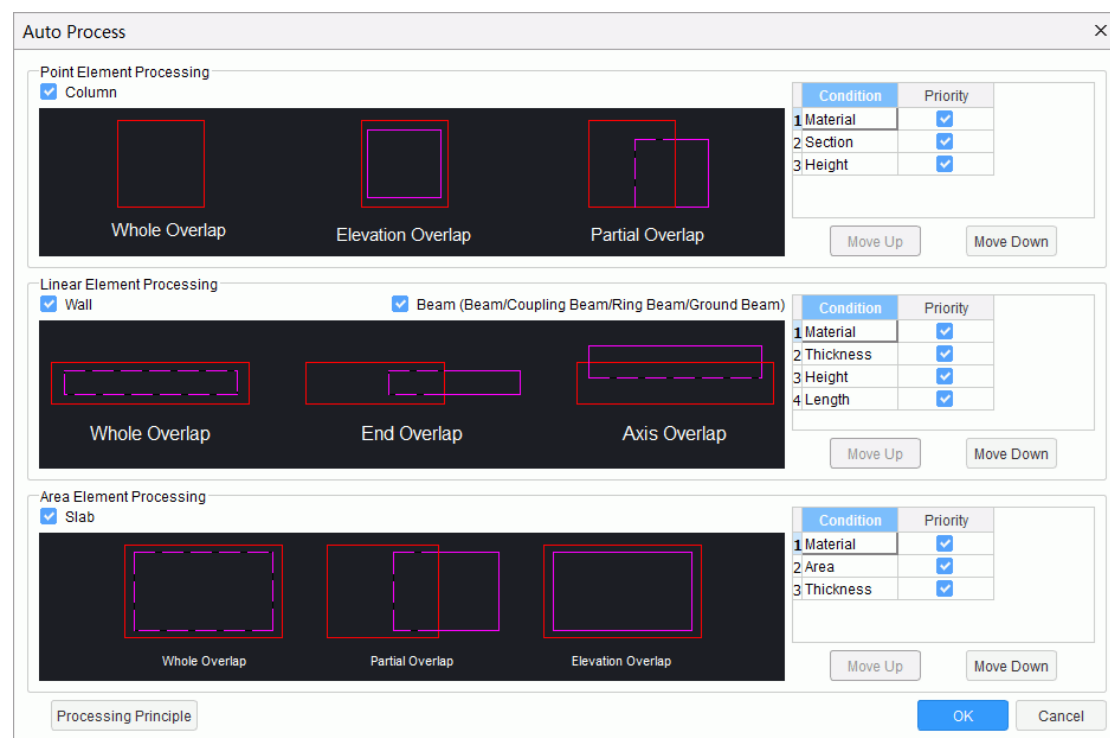 Auto Process
Point Element Processing
Column
Whole Overlap
Elevation Overlap
Partial Overlap
Condition Priority
1 Material
2 Section
3 Height
Move Up Move Down
Linear Element Processing
Wall
Beam (Beam/Coupling Beam/Ring Beam/Ground Beam)
Whole Overlap
End Overlap
Axis Overlap
Condition Priority
1 Material
2 Thickness
3 Height
4 Length
Move Up Move Down
Area Element Processing
Slab
Whole Overlap
Partial Overlap
Elevation Overlap
Condition Priority
1 Material
2 Area
3 Thickness
Move Up Move Down
Processing Principle
OK Cancel